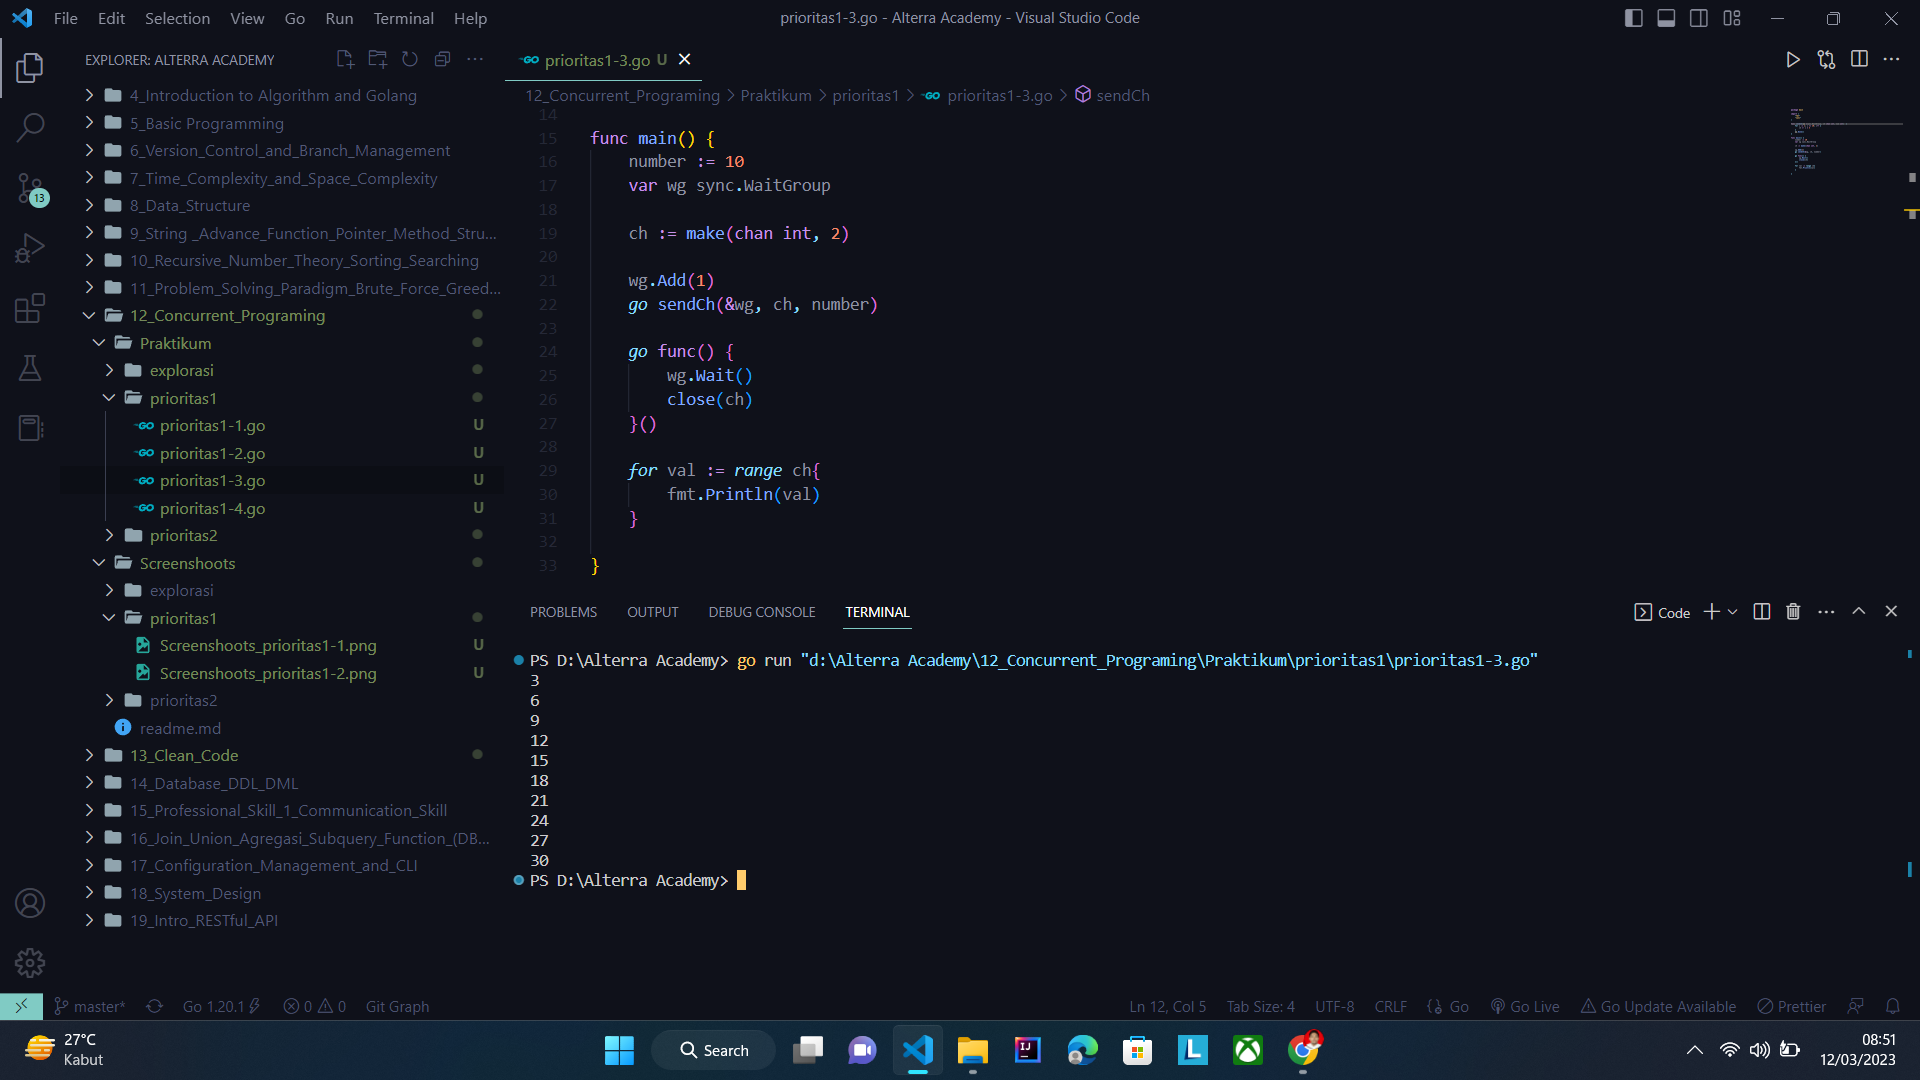 File Edit Selection View Go Run Terminal Help
prioritas1-3.go - Alterra Academy - Visual Studio Code
EXPLORER: ALTERRA ACADEMY
4_Introduction to Algorithm and Golang
5_Basic Programming
6_Version_Control_and_Branch_Management
7_Time_Complexity_and_Space_Complexity
8_Data_Structure
9_String _Advance_Function_Pointer_Method_Stru...
10_Recursive_Number_Theory_Sorting_Searching
11_Problem_Solving_Paradigm_Brute_Force_Greed...
12_Concurrent_Programing
Praktikum
explorasi
prioritas1
prioritas1-1.go U
prioritas1-2.go U
prioritas1-3.go U
prioritas1-4.go U
prioritas2
Screenshoots
explorasi
prioritas1
Screenshoots_prioritas1-1.png U
Screenshoots_prioritas1-2.png U
prioritas2
readme.md
13_Clean_Code
14_Database_DDL_DML
15_Professional_Skill_1_Communication_Skill
16_Join_Union_Agregasi_Subquery_Function_(DB...
17_Configuration_Management_and_CLI
18_System_Design
19_Intro_RESTful_API
13
GO prioritas1-3.go U
12_Concurrent_Programing > Praktikum > prioritas1 > GO prioritas1-3.go > sendCh
14
15 func main() {
16 number := 10
17 var wg sync.WaitGroup
18
19 ch := make(chan int, 2)
20
21 wg.Add(1)
22 go sendCh(&wg, ch, number)
23
24 go func() {
25 wg.Wait()
26 close(ch)
27 }()
28
29 for val := range ch{
30 fmt.Println(val)
31 }
32
33 }
PROBLEMS OUTPUT DEBUG CONSOLE TERMINAL
Code
PS D:\Alterra Academy> go run "d:\Alterra Academy\12_Concurrent_Programing\Praktikum\prioritas1\prioritas1-3.go"
3
6
9
12
15
18
21
24
27
30
PS D:\Alterra Academy>
master* Go 1.20.1 0 0 Git Graph
Ln 12, Col 5 Tab Size: 4 UTF-8 CRLF {} Go Go Live Go Update Available Prettier
27°C
Kabut
Search
08:51
12/03/2023